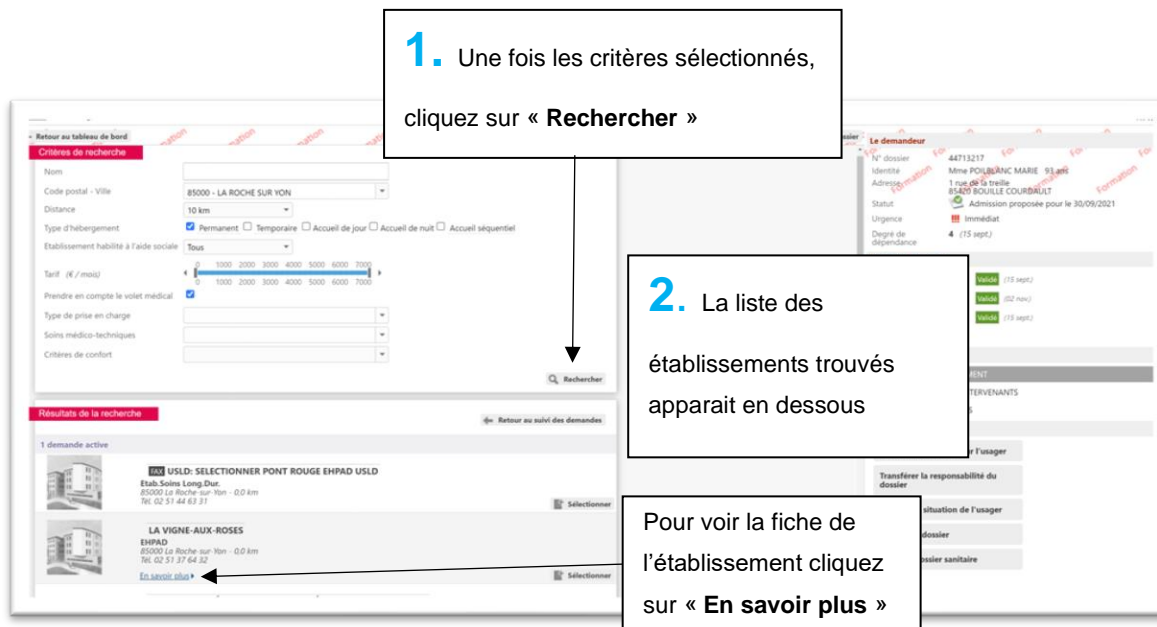 1. Une fois les critères sélectionnés,
cliquez sur « Rechercher »
Retour au tableau de bord
Critères de recherche
Nom
Code postal - Ville
85000 - LA ROCHE SUR YON
Distance
10 km
Type d'hébergement
Permanent Temporaire Accueil de jour Accueil de nuit Accueil séquentiel
Etablissement habilité à l'aide sociale
Tous
Tarif (€ / mois)
0 1000 2000 3000 4000 5000 6000 7000
0 1000 2000 3000 4000 5000 6000 7000
Prendre en compte le volet médical
Type de prise en charge
Soins médico-techniques
Critères de confort
Rechercher
Résultats de la recherche
Retour au suivi des demandes
1 demande active
FAX USLD: SELECTIONNER PONT ROUGE EHPAD USLD
Etab.Soins Long.Dur.
85000 La Roche-sur-Yon - 0,0 km
Tél. 02 51 44 63 31
Sélectionner
LA VIGNE-AUX-ROSES
EHPAD
85000 La Roche-sur-Yon - 0,0 km
Tél. 02 51 37 64 32
En savoir plus
Sélectionner
2. La liste des
établissements trouvés
apparait en dessous
Pour voir la fiche de
l'établissement cliquez
sur « En savoir plus »
Le demandeur
N° dossier 44713217
Identité Mme POILBLANC MARIE 93 ans
Adresse 1 rue de la treille
85420 BOUILLE COURDAULT
Statut Admission proposée pour le 30/09/2021
Urgence Immédiat
Degré de dépendance 4 (15 sept.)
Validé (15 sept.)
Validé (02 nov.)
Validé (15 sept.)
MENT
TERVENANTS
S
r l'usager
Transférer la responsabilité du
dossier
situation de l'usager
dossier
ossier sanitaire
Formation